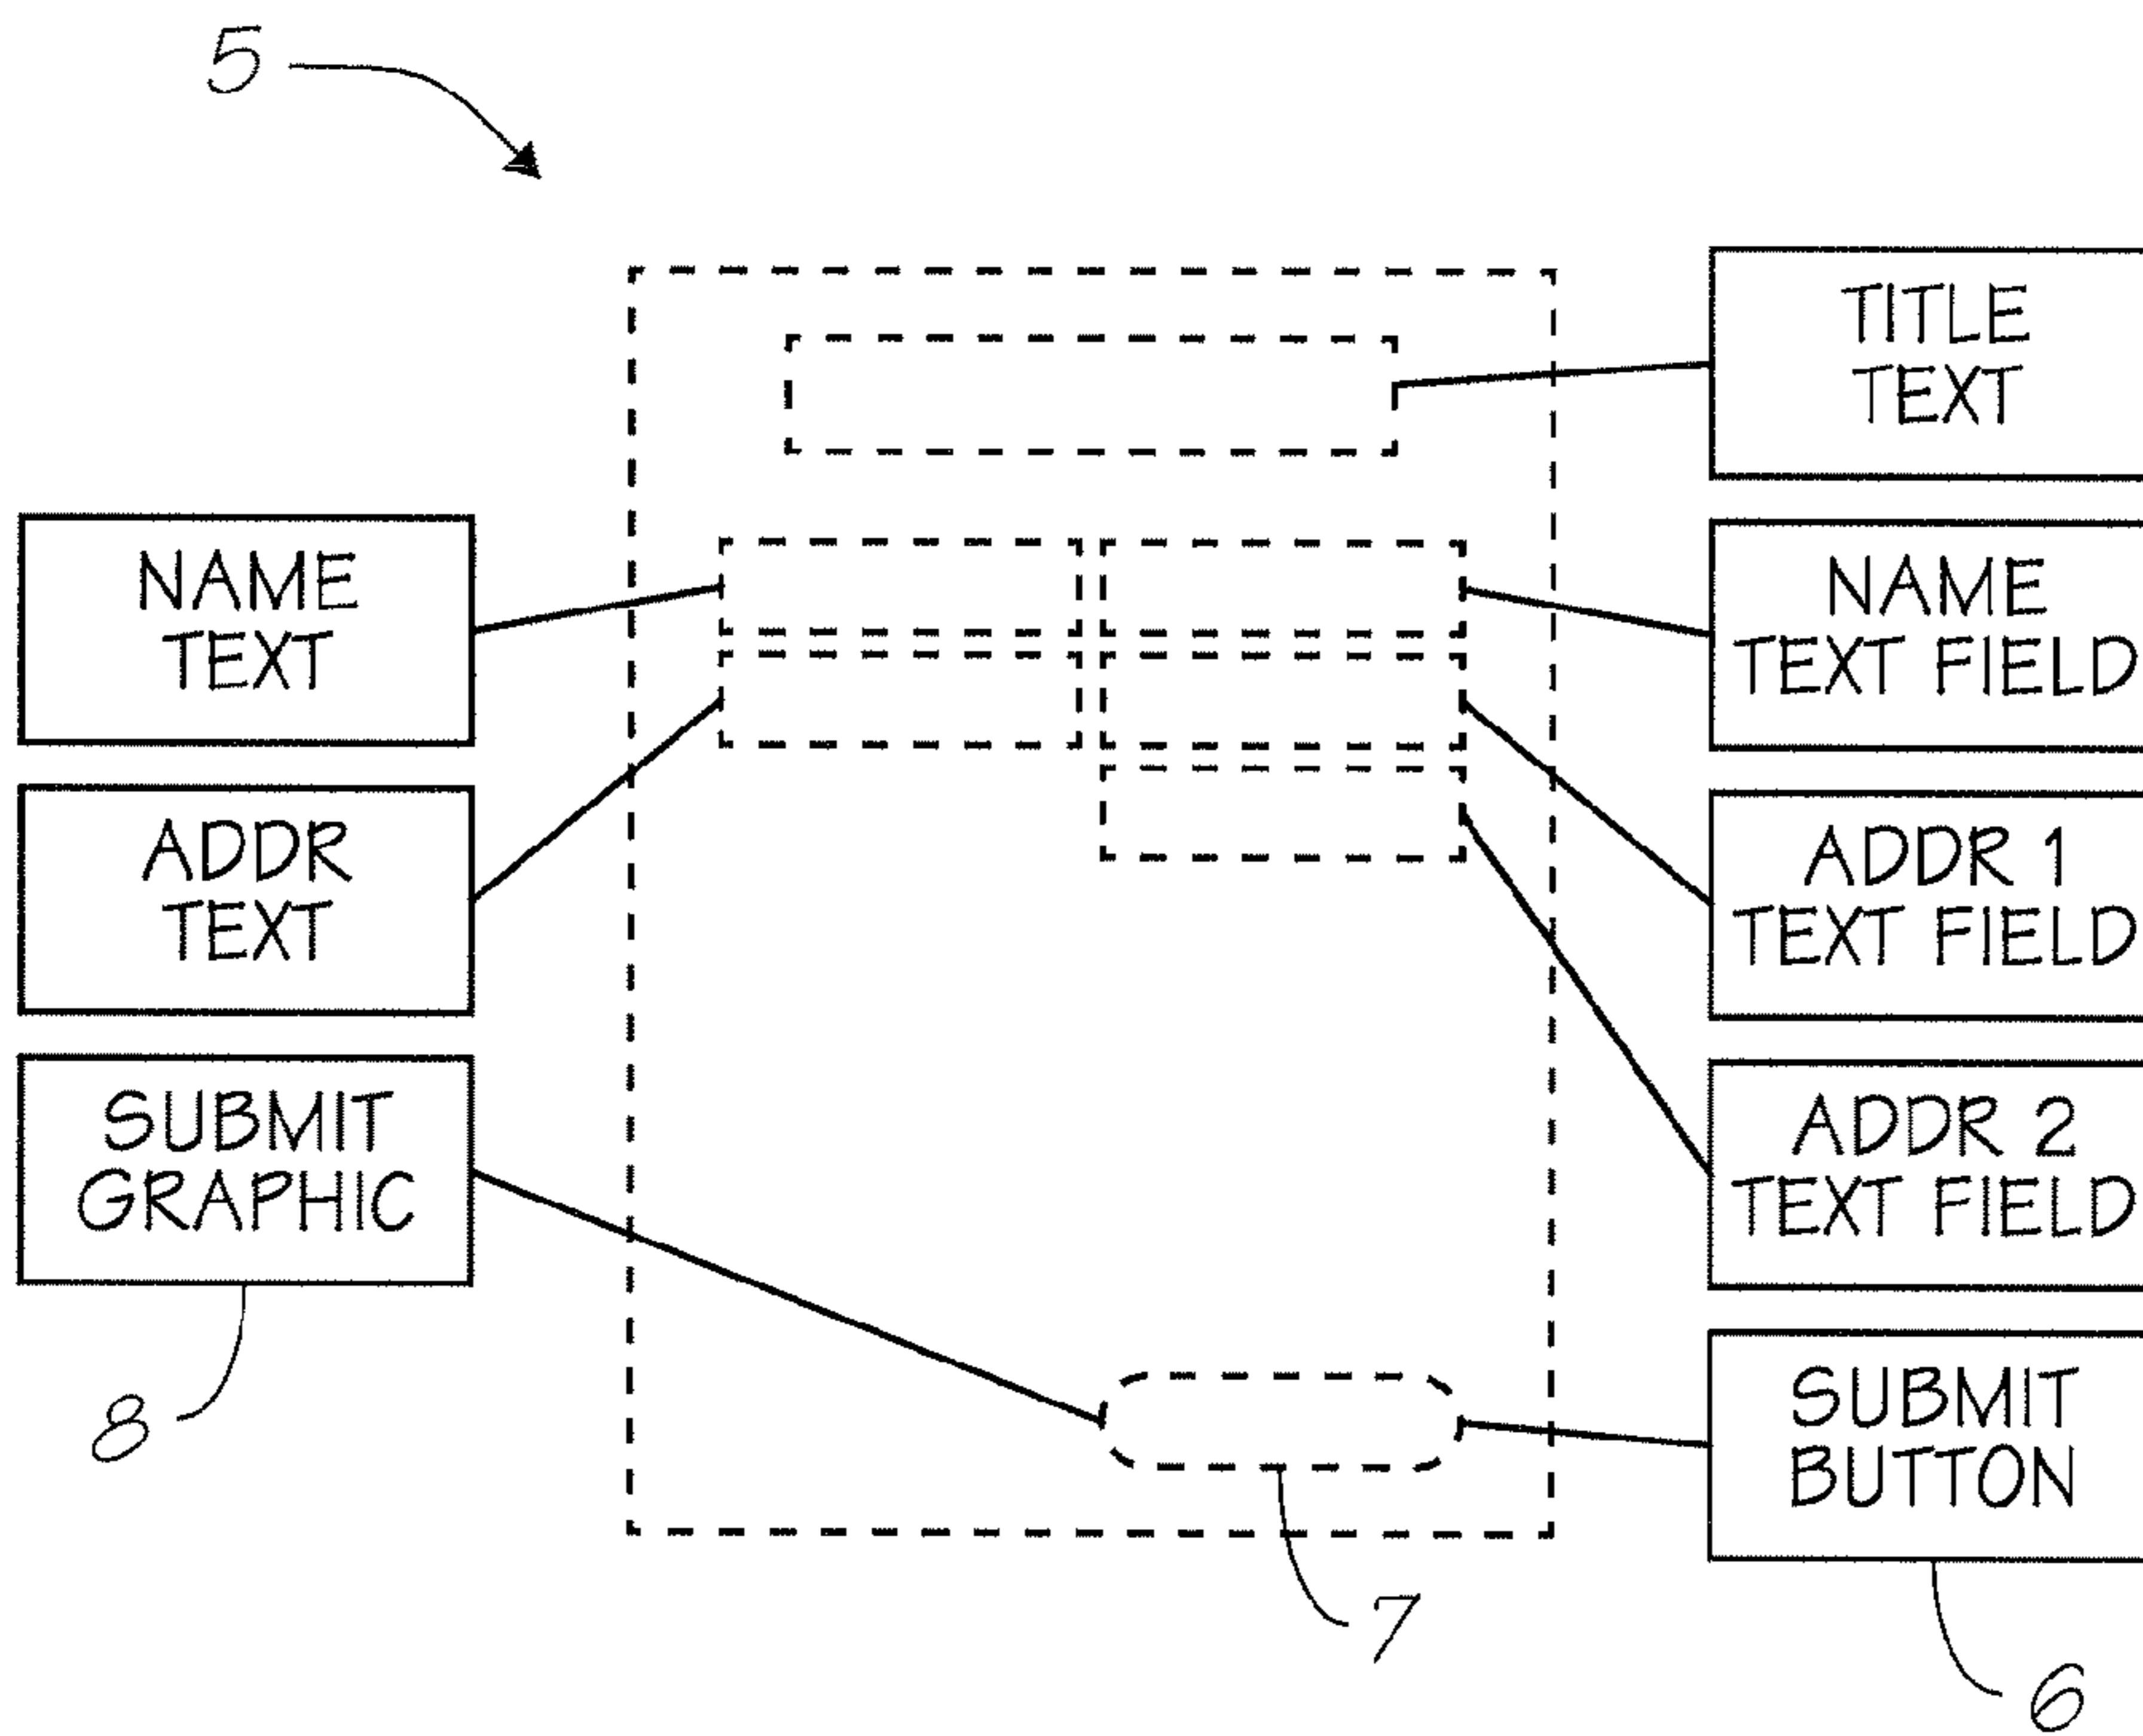 5
TITLE
TEXT
NAME
TEXT
NAME
TEXT FIELD
ADDR
TEXT
ADDR 1
TEXT FIELD
SUBMIT
GRAPHIC
ADDR 2
TEXT FIELD
8
SUBMIT
BUTTON
7
6